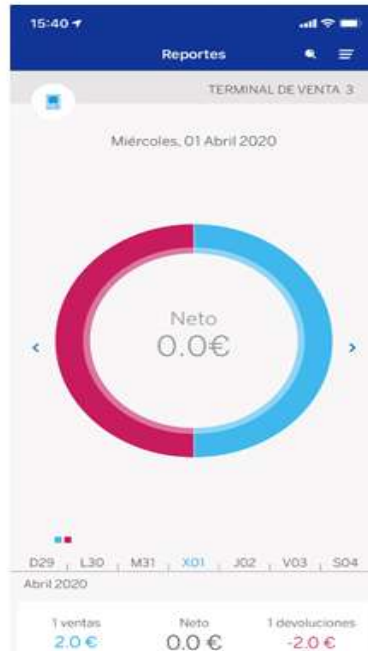 15:40
Reportes
TERMINAL DE VENTA 3
Miércoles, 01 Abril 2020
Neto
0.0€
D29 L30 M31 X01 J02 V03 S04
Abril 2020
1 ventas Neto 1 devoluciones
2.0 € 0.0 € -2.0 €